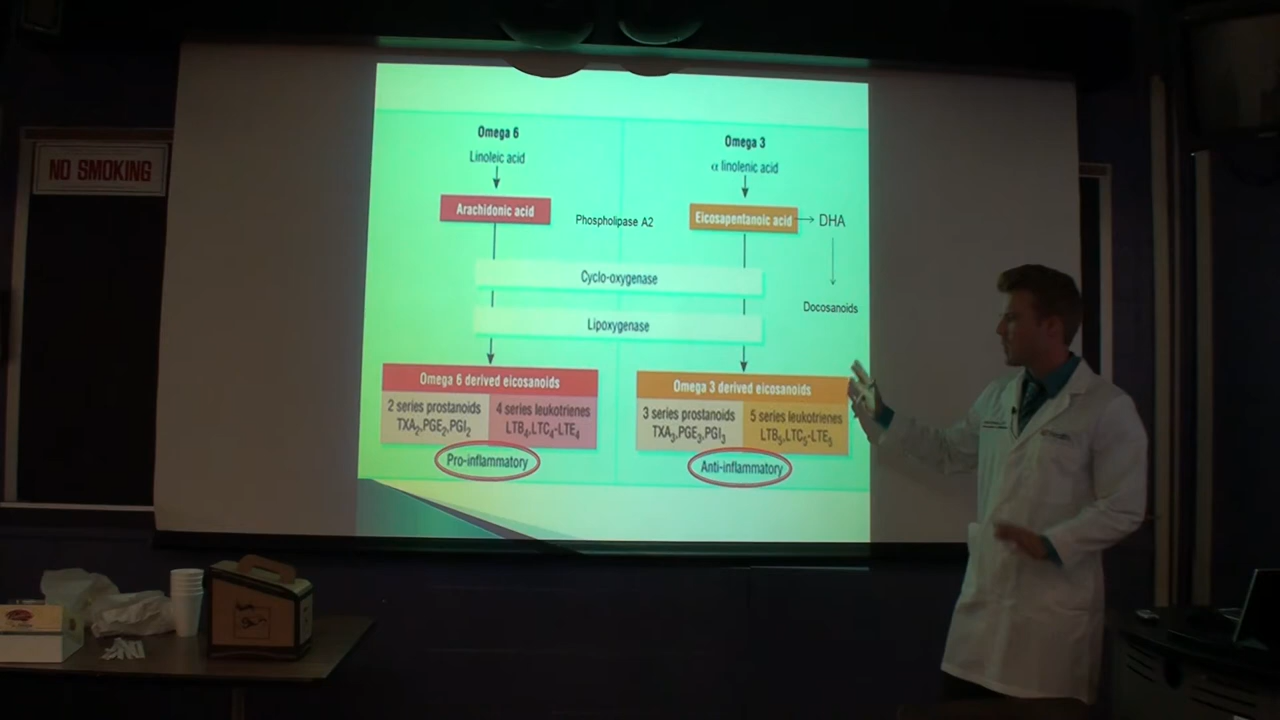 NO SMOKING
Omega 6
Linoleic acid
Arachidonic acid
Phospholipase A2
Omega 3
α linolenic acid
Eicosapentanoic acid
DHA
Docosanoids
Cyclo-oxygenase
Lipoxygenase
Omega 6 derived eicosanoids
2 series prostanoids
TXA₂,PGE₂,PGI₂
4 series leukotrienes
LTB₄,LTC₄-LTE₄
Pro-inflammatory
Omega 3 derived eicosanoids
3 series prostanoids
TXA₃,PGE₃,PGI₃
5 series leukotrienes
LTB₅,LTC₅-LTE₅
Anti-inflammatory